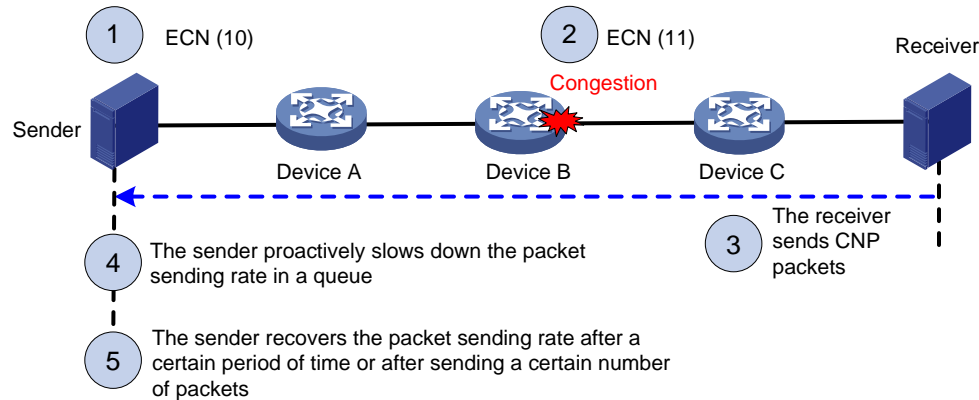 1
ECN (10)
2
ECN (11)
Receiver
Congestion
Sender
Device A
Device B
Device C
3
The receiver
sends CNP
packets
4
The sender proactively slows down the packet
sending rate in a queue
5
The sender recovers the packet sending rate after a
certain period of time or after sending a certain number
of packets